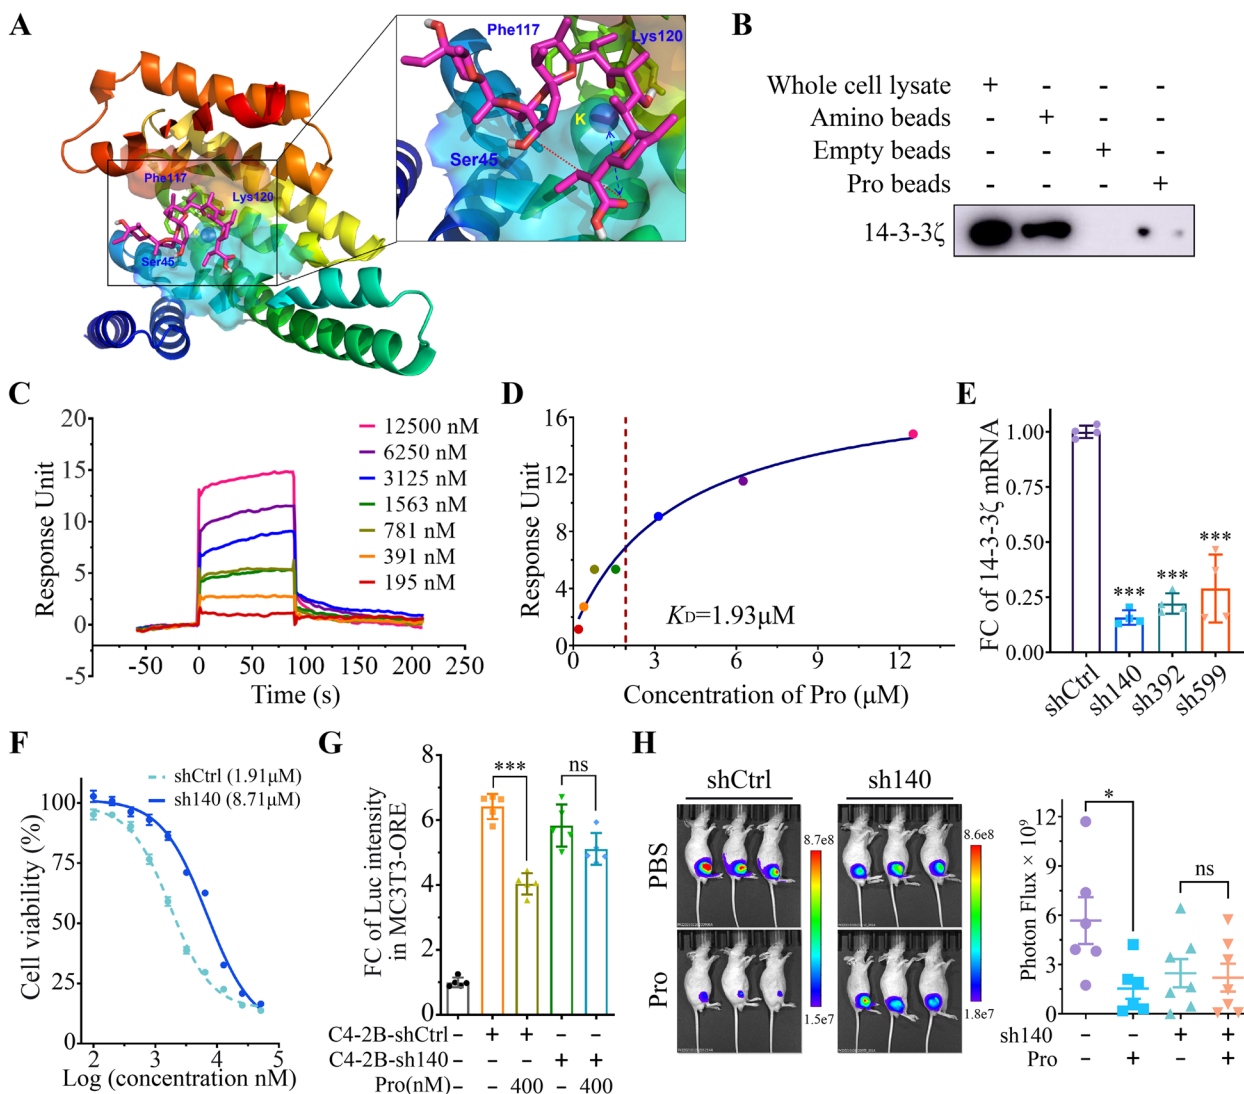 A
Phe117
Lys120
Ser45
Phe117
Lys120
K
Ser45
B
Whole cell lysate + - - -
Amino beads - + - -
Empty beads - - + -
Pro beads - - - +
14-3-3ζ
C
Response Unit
20
15
10
5
0
-5
-50 0 50 100 150 200 250
Time (s)
12500 nM
6250 nM
3125 nM
1563 nM
781 nM
391 nM
195 nM
D
Response Unit
16
12
8
4
0
0 3 6 9 12
Concentration of Pro (μM)
KD=1.93μM
E
FC of 14-3-3ζ mRNA
1.00
0.75
0.50
0.25
0.00
***
***
***
shCtrl sh140 sh392 sh599
F
Cell viability (%)
100
75
50
25
0
2 3 4 5
Log (concentration nM)
shCtrl (1.91μM)
sh140 (8.71μM)
G
FC of Luc intensity
in MC3T3-ORE
8
6
4
2
0
***
ns
C4-2B-shCtrl - + + - -
C4-2B-sh140 - - - + +
Pro(nM) - - 400 - 400
H
shCtrl
sh140
PBS
Pro
8.7e8
1.5e7
8.6e8
1.8e7
Photon Flux × 10⁹
12
9
6
3
0
*
ns
sh140 - - + +
Pro - + - +